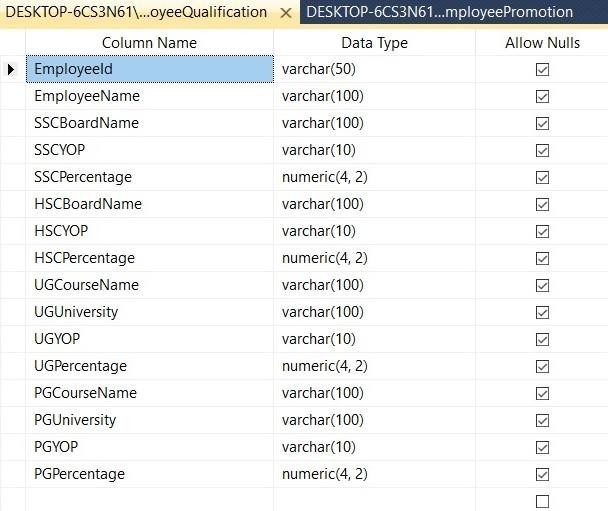 DESKTOP-6CS3N61\...oyeeQualification × DESKTOP-6CS3N61...mployeePromotion
Column Name Data Type Allow Nulls
EmployeeId varchar(50)
EmployeeName varchar(100)
SSCBoardName varchar(100)
SSCYOP varchar(10)
SSCPercentage numeric(4, 2)
HSCBoardName varchar(100)
HSCYOP varchar(10)
HSCPercentage numeric(4, 2)
UGCourseName varchar(100)
UGUniversity varchar(100)
UGYOP varchar(10)
UGPercentage numeric(4, 2)
PGCourseName varchar(100)
PGUniversity varchar(100)
PGYOP varchar(10)
PGPercentage numeric(4, 2)